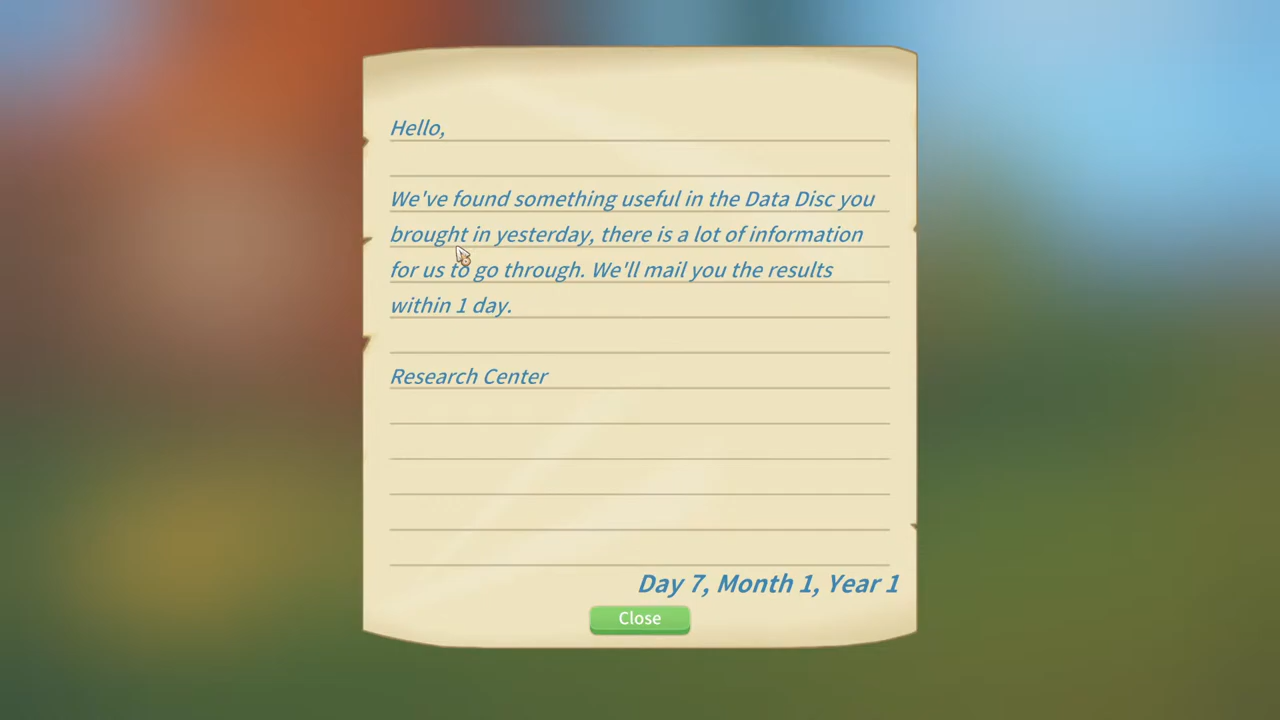 Hello,
We've found something useful in the Data Disc you
brought in yesterday, there is a lot of information
for us to go through. We'll mail you the results
within 1 day.
Research Center
Day 7, Month 1, Year 1
Close